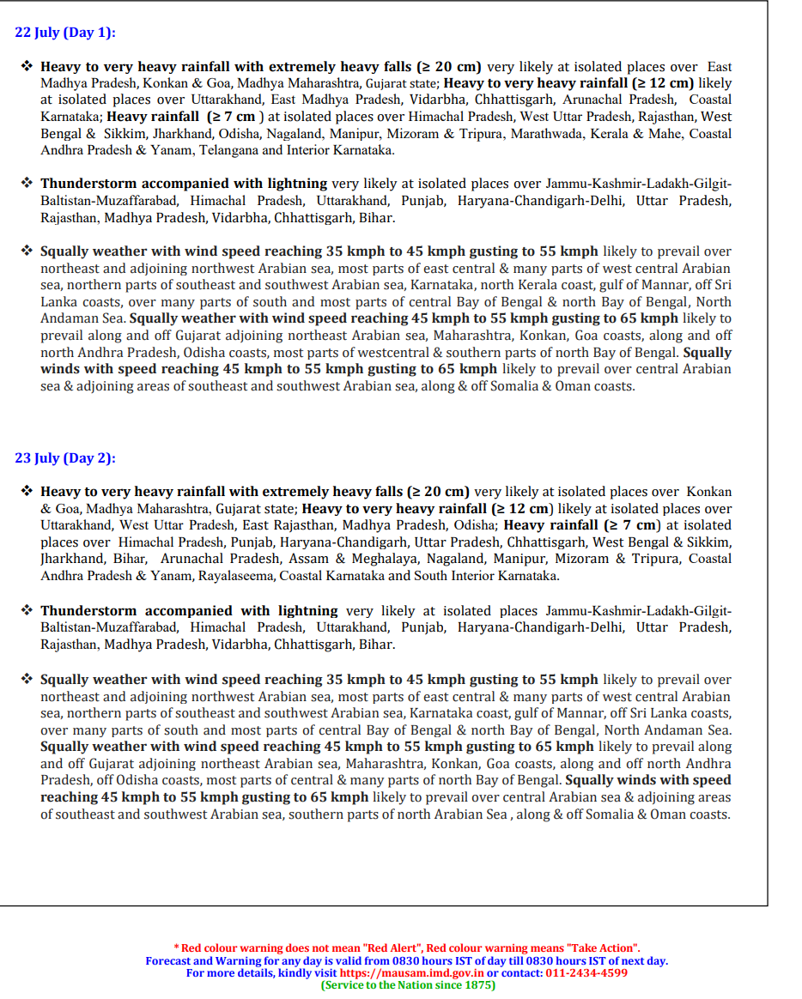 22 July (Day 1):
❖ Heavy to very heavy rainfall with extremely heavy falls (≥ 20 cm) very likely at isolated places over East
Madhya Pradesh, Konkan & Goa, Madhya Maharashtra, Gujarat state; Heavy to very heavy rainfall (≥ 12 cm) likely
at isolated places over Uttarakhand, East Madhya Pradesh, Vidarbha, Chhattisgarh, Arunachal Pradesh, Coastal
Karnataka; Heavy rainfall (≥ 7 cm ) at isolated places over Himachal Pradesh, West Uttar Pradesh, Rajasthan, West
Bengal & Sikkim, Jharkhand, Odisha, Nagaland, Manipur, Mizoram & Tripura, Marathwada, Kerala & Mahe, Coastal
Andhra Pradesh & Yanam, Telangana and Interior Karnataka.
❖ Thunderstorm accompanied with lightning very likely at isolated places over Jammu-Kashmir-Ladakh-Gilgit-
Baltistan-Muzaffarabad, Himachal Pradesh, Uttarakhand, Punjab, Haryana-Chandigarh-Delhi, Uttar Pradesh,
Rajasthan, Madhya Pradesh, Vidarbha, Chhattisgarh, Bihar.
❖ Squally weather with wind speed reaching 35 kmph to 45 kmph gusting to 55 kmph likely to prevail over
northeast and adjoining northwest Arabian sea, most parts of east central & many parts of west central Arabian
sea, northern parts of southeast and southwest Arabian sea, Karnataka, north Kerala coast, gulf of Mannar, off Sri
Lanka coasts, over many parts of south and most parts of central Bay of Bengal & north Bay of Bengal, North
Andaman Sea. Squally weather with wind speed reaching 45 kmph to 55 kmph gusting to 65 kmph likely to
prevail along and off Gujarat adjoining northeast Arabian sea, Maharashtra, Konkan, Goa coasts, along and off
north Andhra Pradesh, Odisha coasts, most parts of westcentral & southern parts of north Bay of Bengal. Squally
winds with speed reaching 45 kmph to 55 kmph gusting to 65 kmph likely to prevail over central Arabian
sea & adjoining areas of southeast and southwest Arabian sea, along & off Somalia & Oman coasts.
23 July (Day 2):
❖ Heavy to very heavy rainfall with extremely heavy falls (≥ 20 cm) very likely at isolated places over Konkan
& Goa, Madhya Maharashtra, Gujarat state; Heavy to very heavy rainfall (≥ 12 cm) likely at isolated places over
Uttarakhand, West Uttar Pradesh, East Rajasthan, Madhya Pradesh, Odisha; Heavy rainfall (≥ 7 cm) at isolated
places over Himachal Pradesh, Punjab, Haryana-Chandigarh, Uttar Pradesh, Chhattisgarh, West Bengal & Sikkim,
Jharkhand, Bihar, Arunachal Pradesh, Assam & Meghalaya, Nagaland, Manipur, Mizoram & Tripura, Coastal
Andhra Pradesh & Yanam, Rayalaseema, Coastal Karnataka and South Interior Karnataka.
❖ Thunderstorm accompanied with lightning very likely at isolated places Jammu-Kashmir-Ladakh-Gilgit-
Baltistan-Muzaffarabad, Himachal Pradesh, Uttarakhand, Punjab, Haryana-Chandigarh-Delhi, Uttar Pradesh,
Rajasthan, Madhya Pradesh, Vidarbha, Chhattisgarh, Bihar.
❖ Squally weather with wind speed reaching 35 kmph to 45 kmph gusting to 55 kmph likely to prevail over
northeast and adjoining northwest Arabian sea, most parts of east central & many parts of west central Arabian
sea, northern parts of southeast and southwest Arabian sea, Karnataka coast, gulf of Mannar, off Sri Lanka coasts,
over many parts of south and most parts of central Bay of Bengal & north Bay of Bengal, North Andaman Sea.
Squally weather with wind speed reaching 45 kmph to 55 kmph gusting to 65 kmph likely to prevail along
and off Gujarat adjoining northeast Arabian sea, Maharashtra, Konkan, Goa coasts, along and off north Andhra
Pradesh, off Odisha coasts, most parts of central & many parts of north Bay of Bengal. Squally winds with speed
reaching 45 kmph to 55 kmph gusting to 65 kmph likely to prevail over central Arabian sea & adjoining areas
of southeast and southwest Arabian sea, southern parts of north Arabian Sea , along & off Somalia & Oman coasts.
* Red colour warning does not mean "Red Alert", Red colour warning means "Take Action".
Forecast and Warning for any day is valid from 0830 hours IST of day till 0830 hours IST of next day.
For more details, kindly visit https://mausam.imd.gov.in or contact: 011-2434-4599
(Service to the Nation since 1875)